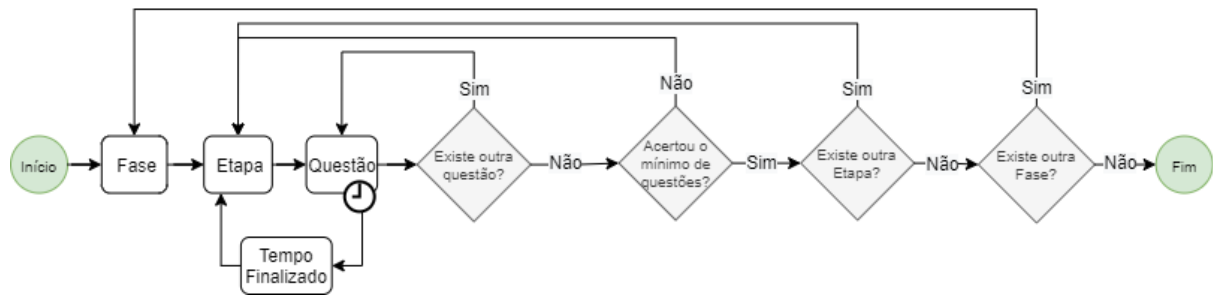 Início
Fase
Etapa
Questão
Tempo
Finalizado
Existe outra
questão?
Sim
Não
Acertou o
mínimo de
questões?
Não
Sim
Existe outra
Etapa?
Sim
Não
Existe outra
Fase?
Sim
Não
Fim